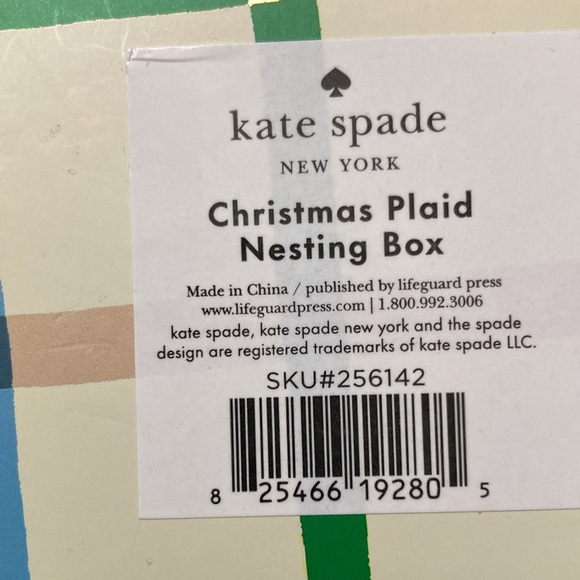 kate spade
NEW YORK
Christmas Plaid
Nesting Box
Made in China / published by lifeguard press
www.lifeguardpress.com | 1.800.992.3006
kate spade, kate spade new york and the spade
design are registered trademarks of kate spade LLC.
SKU#256142
8 25466 19280 5